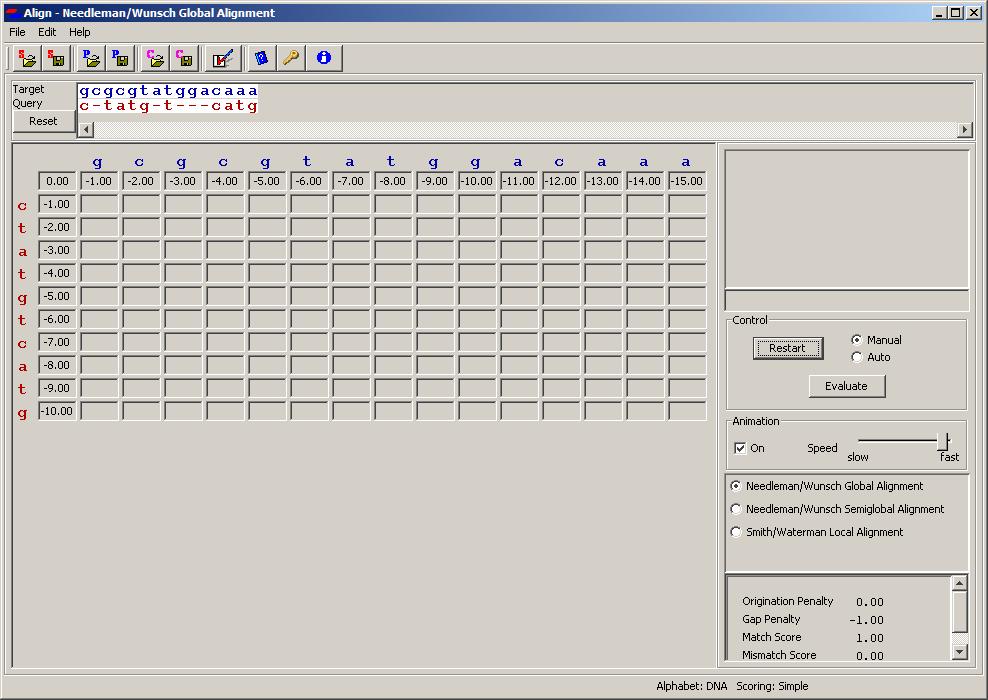 Align - Needleman/Wunsch Global Alignment
File Edit Help
S S P P C C
Target gcgcgtatggacaaa
Query c-tatg-t---catg
Reset
g c g c g t a t g g a c a a a
0.00 -1.00 -2.00 -3.00 -4.00 -5.00 -6.00 -7.00 -8.00 -9.00 -10.00 -11.00 -12.00 -13.00 -14.00 -15.00
c -1.00
t -2.00
a -3.00
t -4.00
g -5.00
t -6.00
c -7.00
a -8.00
t -9.00
g -10.00
Control
Restart
Manual
Auto
Evaluate
Animation
On Speed
slow fast
Needleman/Wunsch Global Alignment
Needleman/Wunsch Semiglobal Alignment
Smith/Waterman Local Alignment
Origination Penalty 0.00
Gap Penalty -1.00
Match Score 1.00
Mismatch Score 0.00
Alphabet: DNA Scoring: Simple